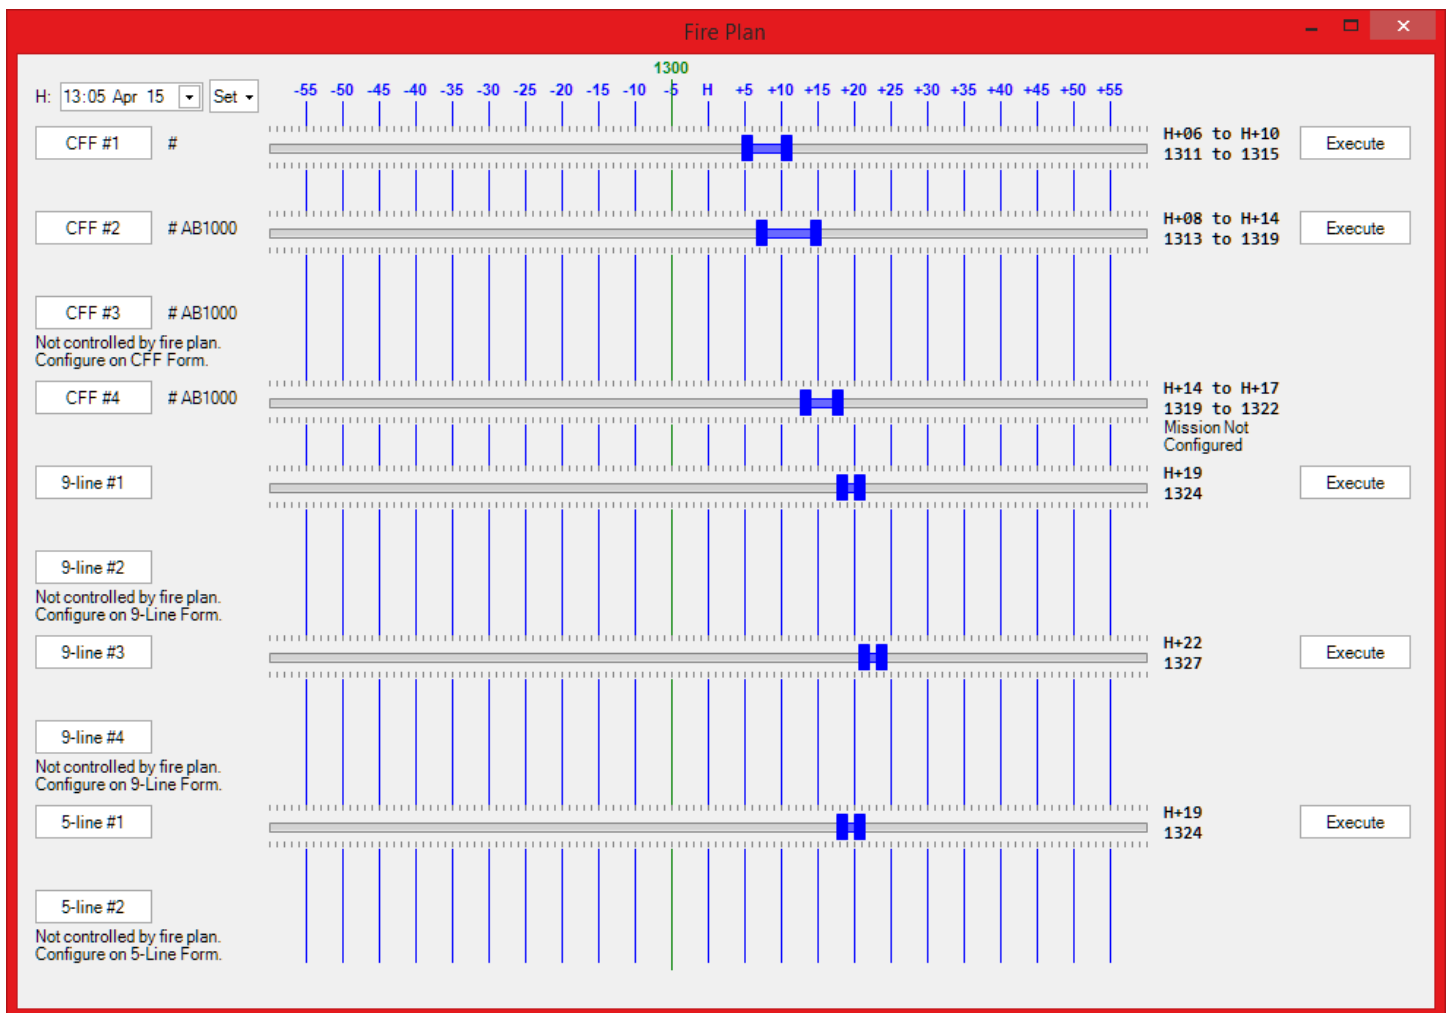 Fire Plan
1300
H: 13:05 Apr 15 Set -55 -50 -45 -40 -35 -30 -25 -20 -15 -10 -5 H +5 +10 +15 +20 +25 +30 +35 +40 +45 +50 +55
CFF #1 # H+06 to H+10 Execute
1311 to 1315
CFF #2 # AB1000 H+08 to H+14 Execute
1313 to 1319
CFF #3 # AB1000
Not controlled by fire plan.
Configure on CFF Form.
CFF #4 # AB1000 H+14 to H+17
1319 to 1322
Mission Not
Configured
9-line #1 H+19 Execute
1324
9-line #2
Not controlled by fire plan.
Configure on 9-Line Form.
9-line #3 H+22 Execute
1327
9-line #4
Not controlled by fire plan.
Configure on 9-Line Form.
5-line #1 H+19 Execute
1324
5-line #2
Not controlled by fire plan.
Configure on 5-Line Form.